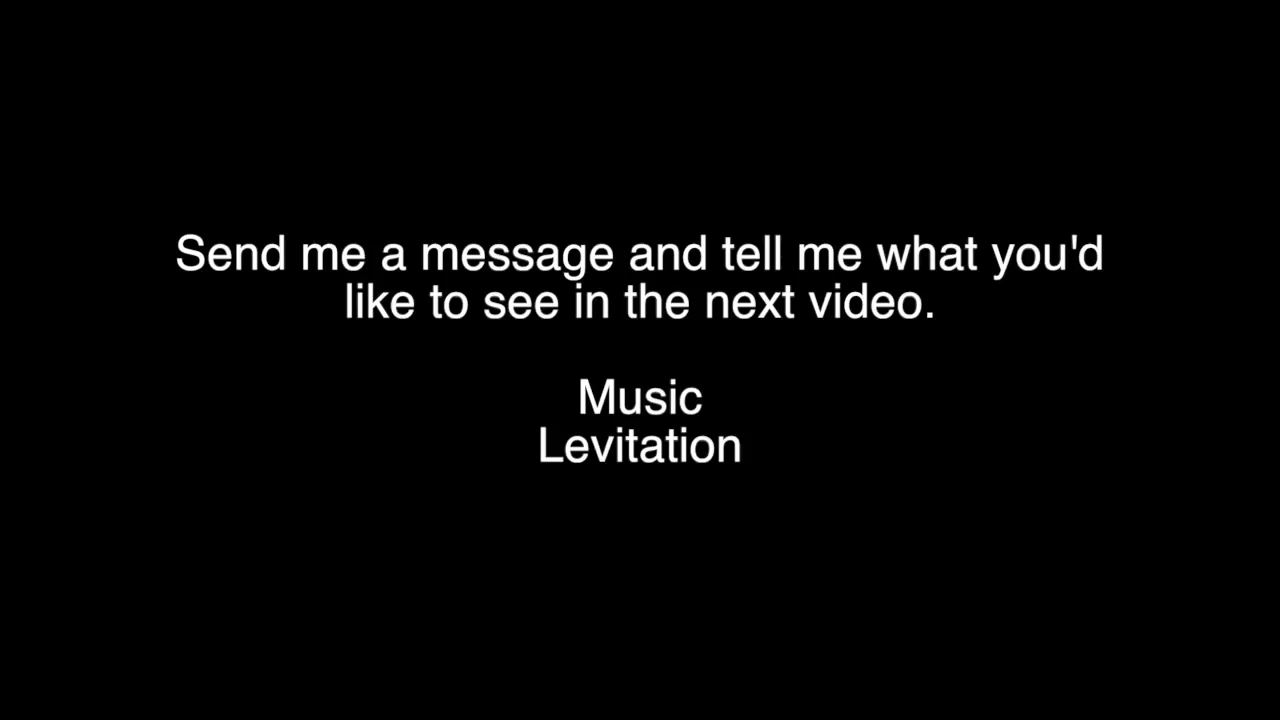 Send me a message and tell me what you'd
like to see in the next video.
Music
Levitation